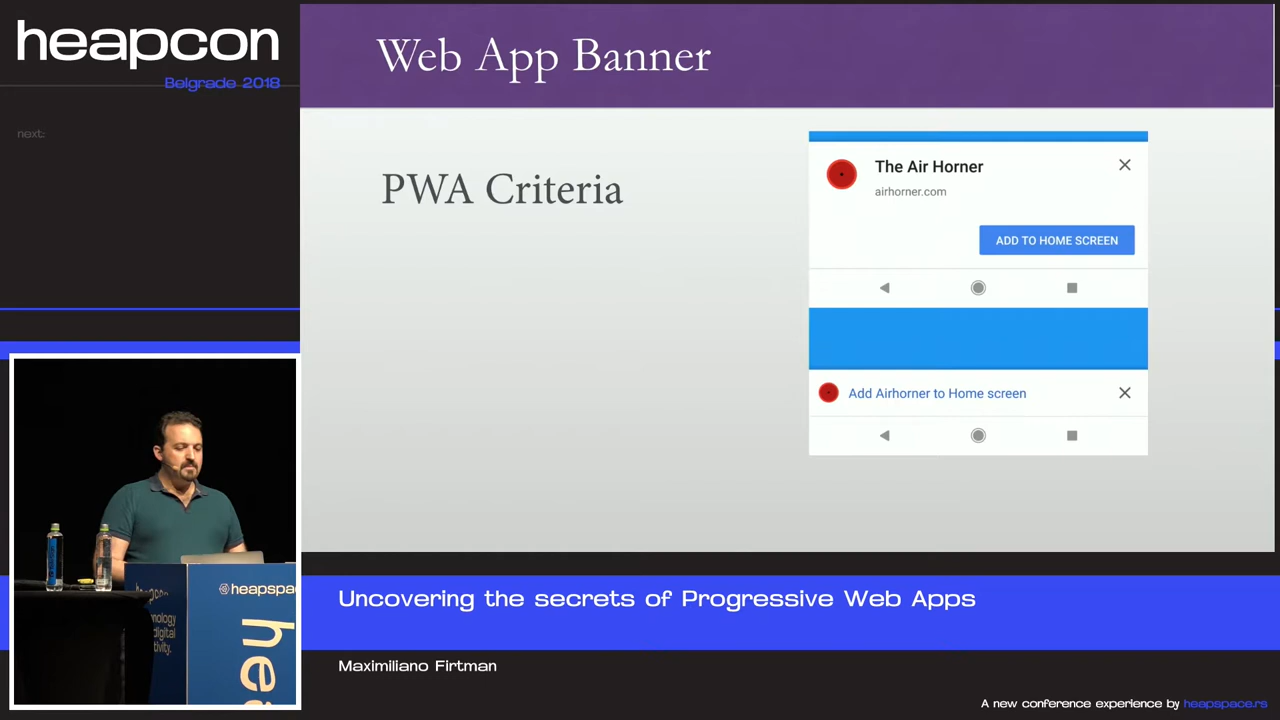 heapcon
Belgrade 2018
next:
Web App Banner
PWA Criteria
The Air Horner
airhorner.com
ADD TO HOME SCREEN
Add Airhorner to Home screen
heapspac
hea
Uncovering the secrets of Progressive Web Apps
Maximiliano Firtman
A new conference experience by heapspace.rs